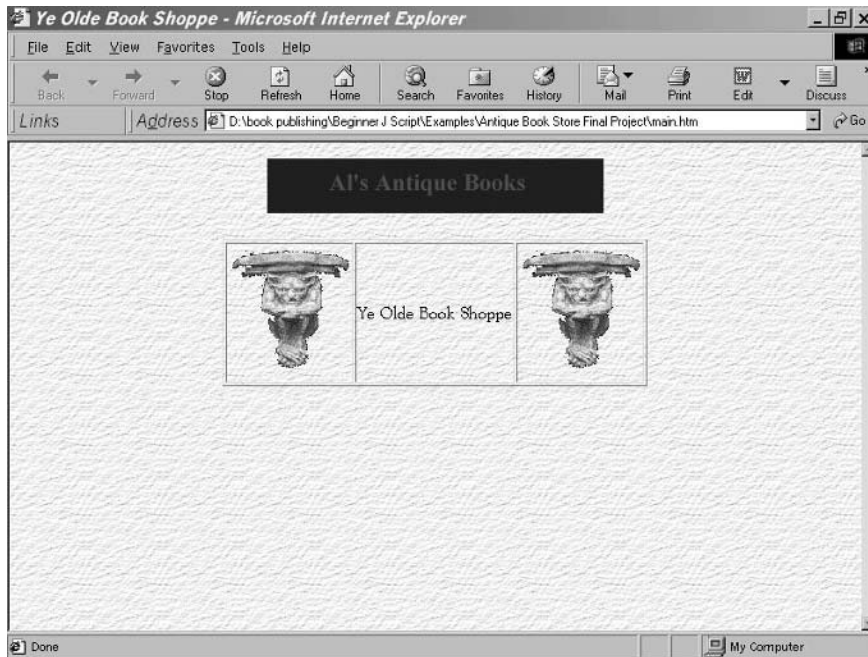 Ye Olde Book Shoppe - Microsoft Internet Explorer
File Edit View Favorites Tools Help
Back Forward Stop Refresh Home Search Favorites History Mail Print Edit Discuss
Links Address D:\book publishing\Beginner J Script\Examples\Antique Book Store Final Project\main.htm Go
Al's Antique Books
Ye Olde Book Shoppe
Done My Computer